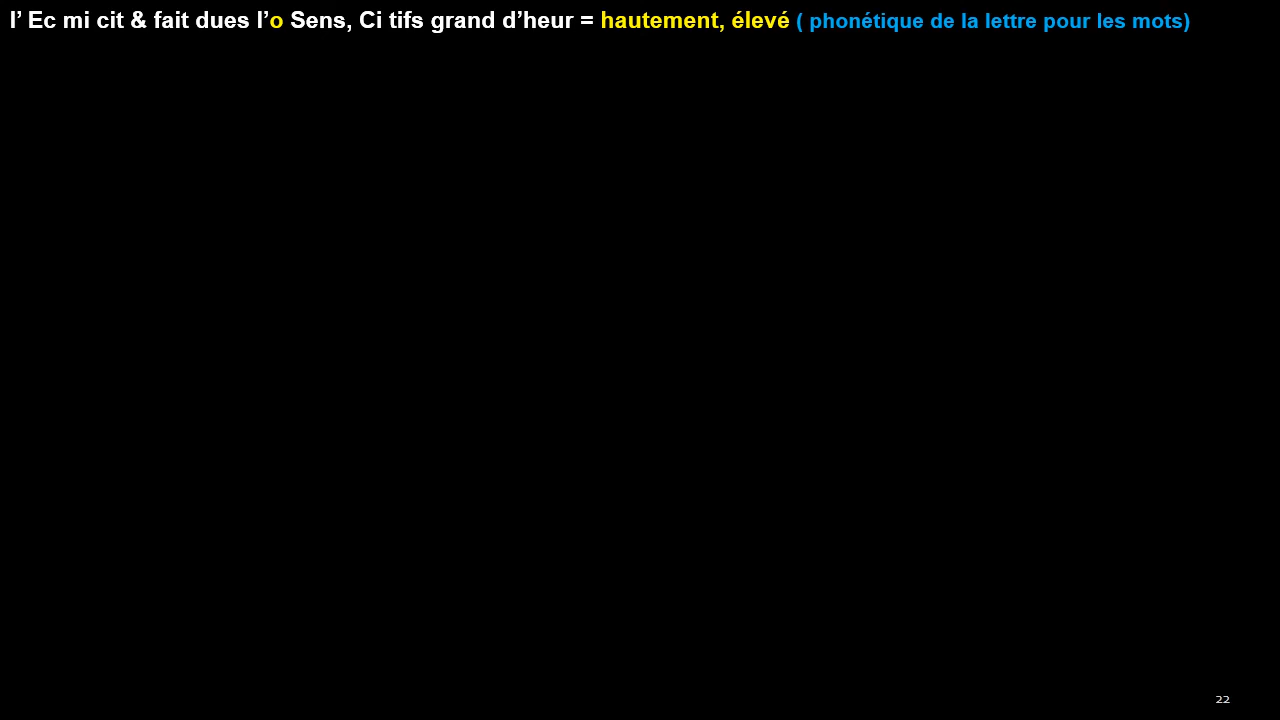 l’ Ec mi cit & fait dues l’o Sens, Ci tifs grand d’heur = hautement, élevé ( phonétique de la lettre pour les mots)
22